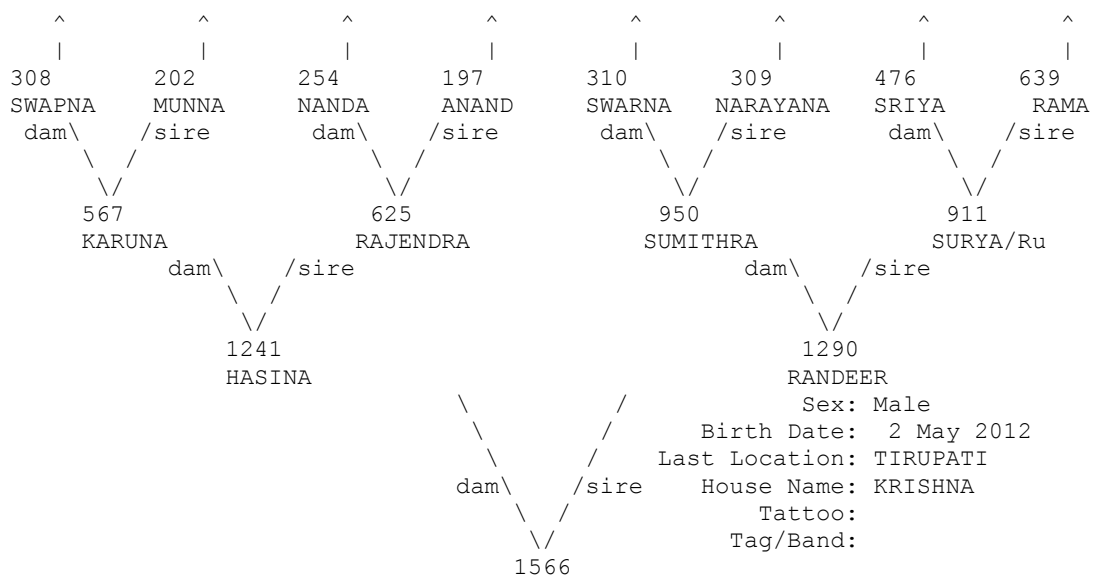 ^ ^ ^ ^ ^ ^ ^ ^
| | | | | | | |
308 202 254 197 310 309 476 639
SWAPNA MUNNA NANDA ANAND SWARNA NARAYANA SRIYA RAMA
dam\ /sire dam\ /sire dam\ /sire dam\ /sire
\ / \ / \ / \ /
\/ \/ \/ \/
567 625 950 911
KARUNA RAJENDRA SUMITHRA SURYA/Ru
dam\ /sire dam\ /sire
\ / \ /
\/ \/
1241 1290
HASINA RANDEER
\ / Sex: Male
\ / Birth Date: 2 May 2012
\ / Last Location: TIRUPATI
dam\ /sire House Name: KRISHNA
\ / Tattoo:
\/ Tag/Band:
1566